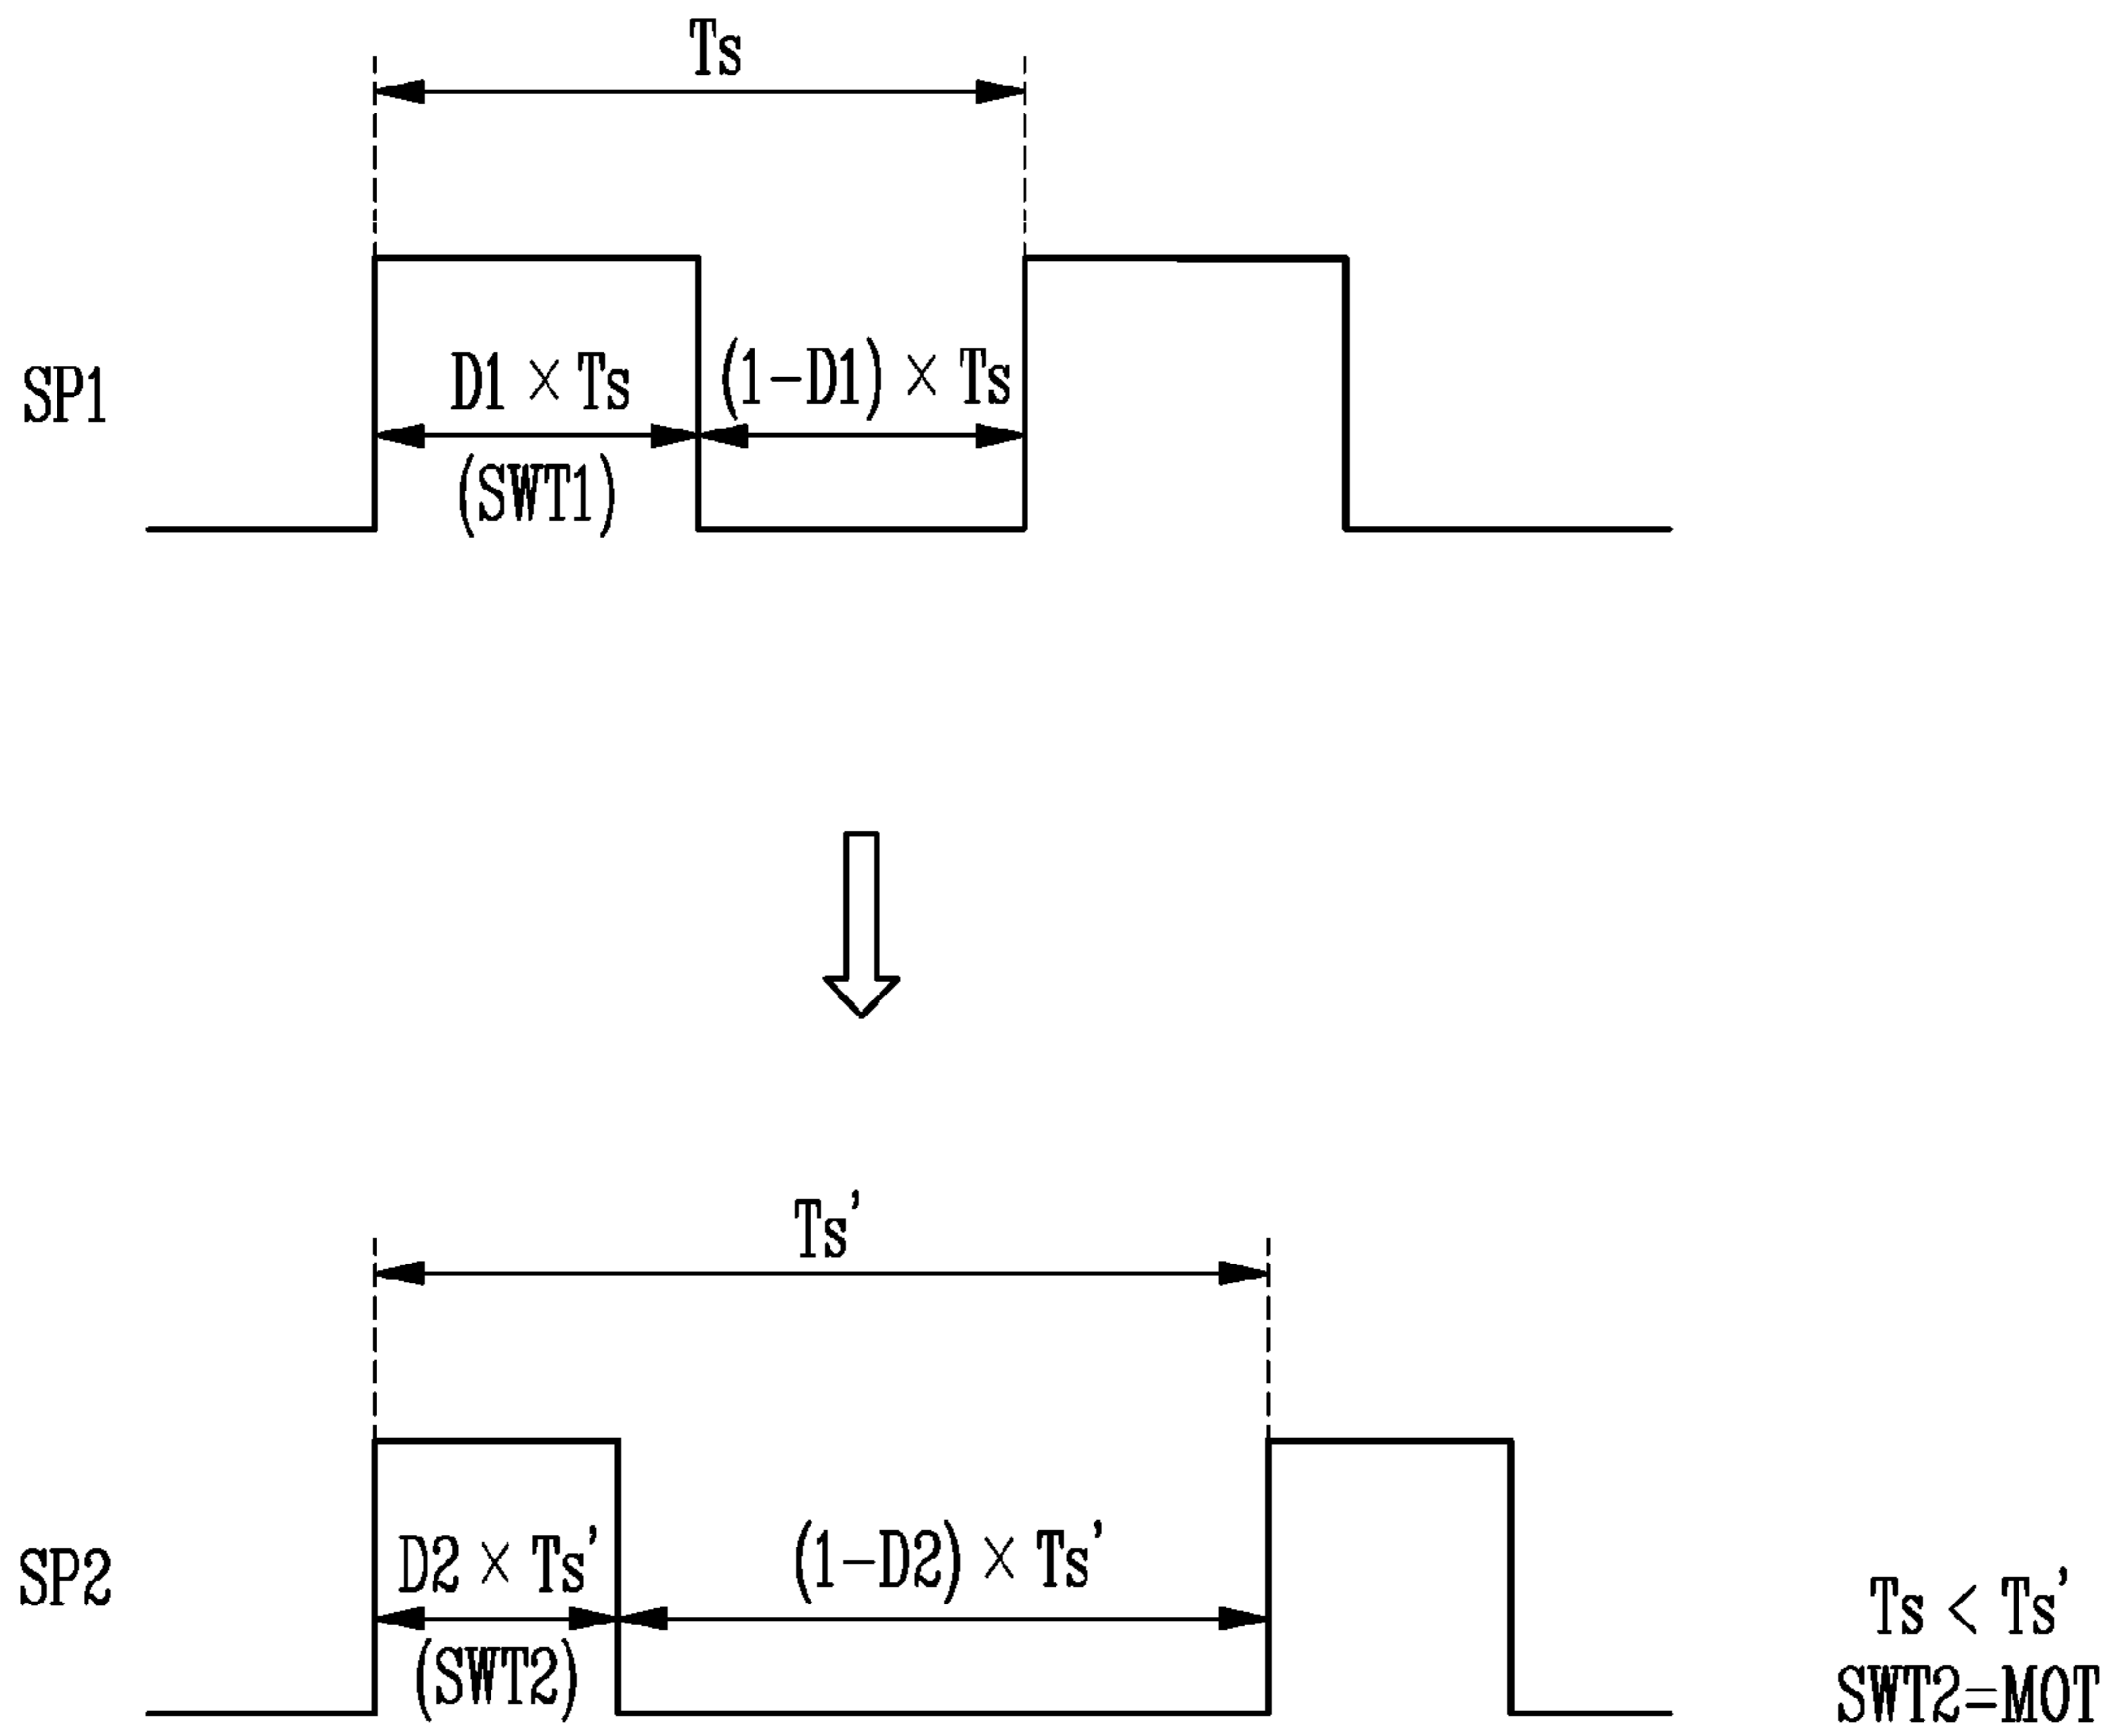 Ts
SP1
D1 × Ts
(1-D1) × Ts
(SWT1)
Ts'
SP2
D2 × Ts'
(1-D2) × Ts'
(SWT2)
Ts < Ts'
SWT2=MOT